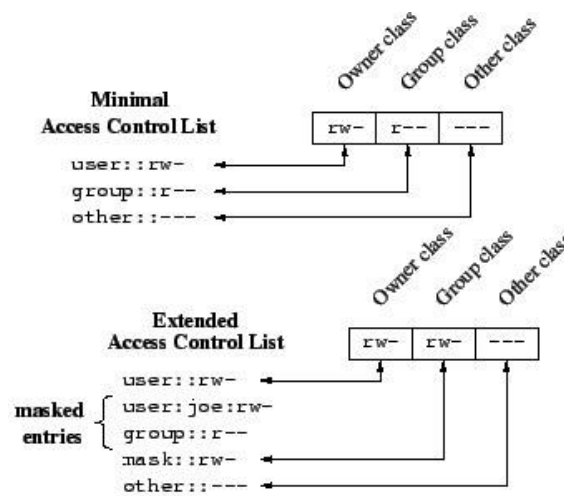 Owner class
Group class
Other class
Minimal
Access Control List
rw- r-- ---
user::rw-
group::r--
other::---
Owner class
Group class
Other class
Extended
Access Control List
rw- rw- ---
user::rw-
masked
entries
user:joe:rw-
group::r--
mask::rw-
other::---